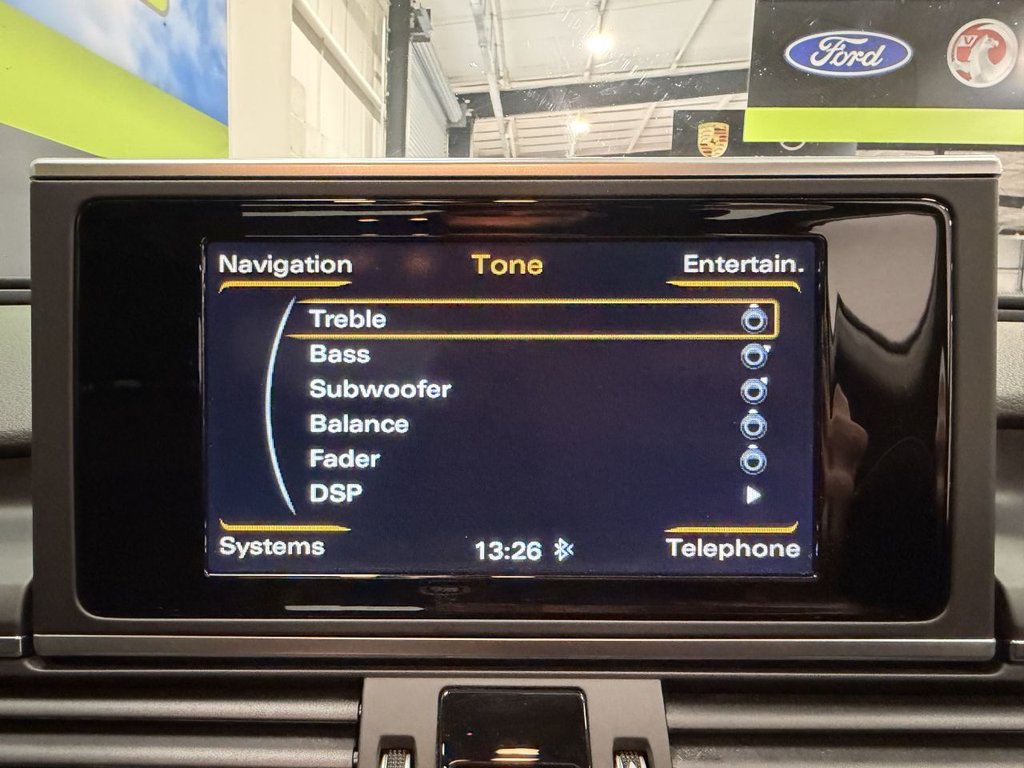 Ford
V
Navigation
Tone
Entertain.
Treble
Bass
Subwoofer
Balance
Fader
DSP
Systems
13:26
Telephone